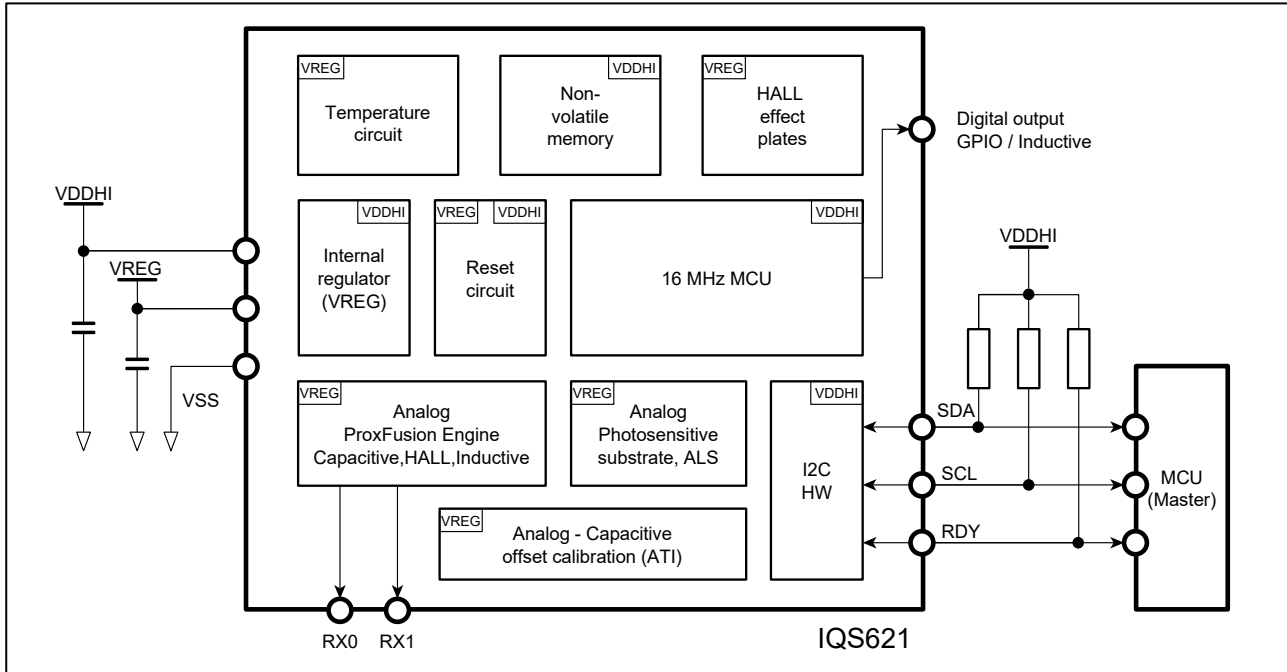 VREG
Temperature
circuit
VDDHI
Non-
volatile
memory
VREG
HALL
effect
plates
Digital output
GPIO / Inductive
VDDHI
VREG
VSS
VDDHI
Internal
regulator
(VREG)
VREG
VDDHI
Reset
circuit
VDDHI
16 MHz MCU
VDDHI
VREG
Analog
ProxFusion Engine
Capacitive,HALL,Inductive
VREG
Analog
Photosensitive
substrate, ALS
VDDHI
I2C
HW
SDA
SCL
RDY
MCU
(Master)
VREG
Analog - Capacitive
offset calibration (ATI)
RX0
RX1
IQS621